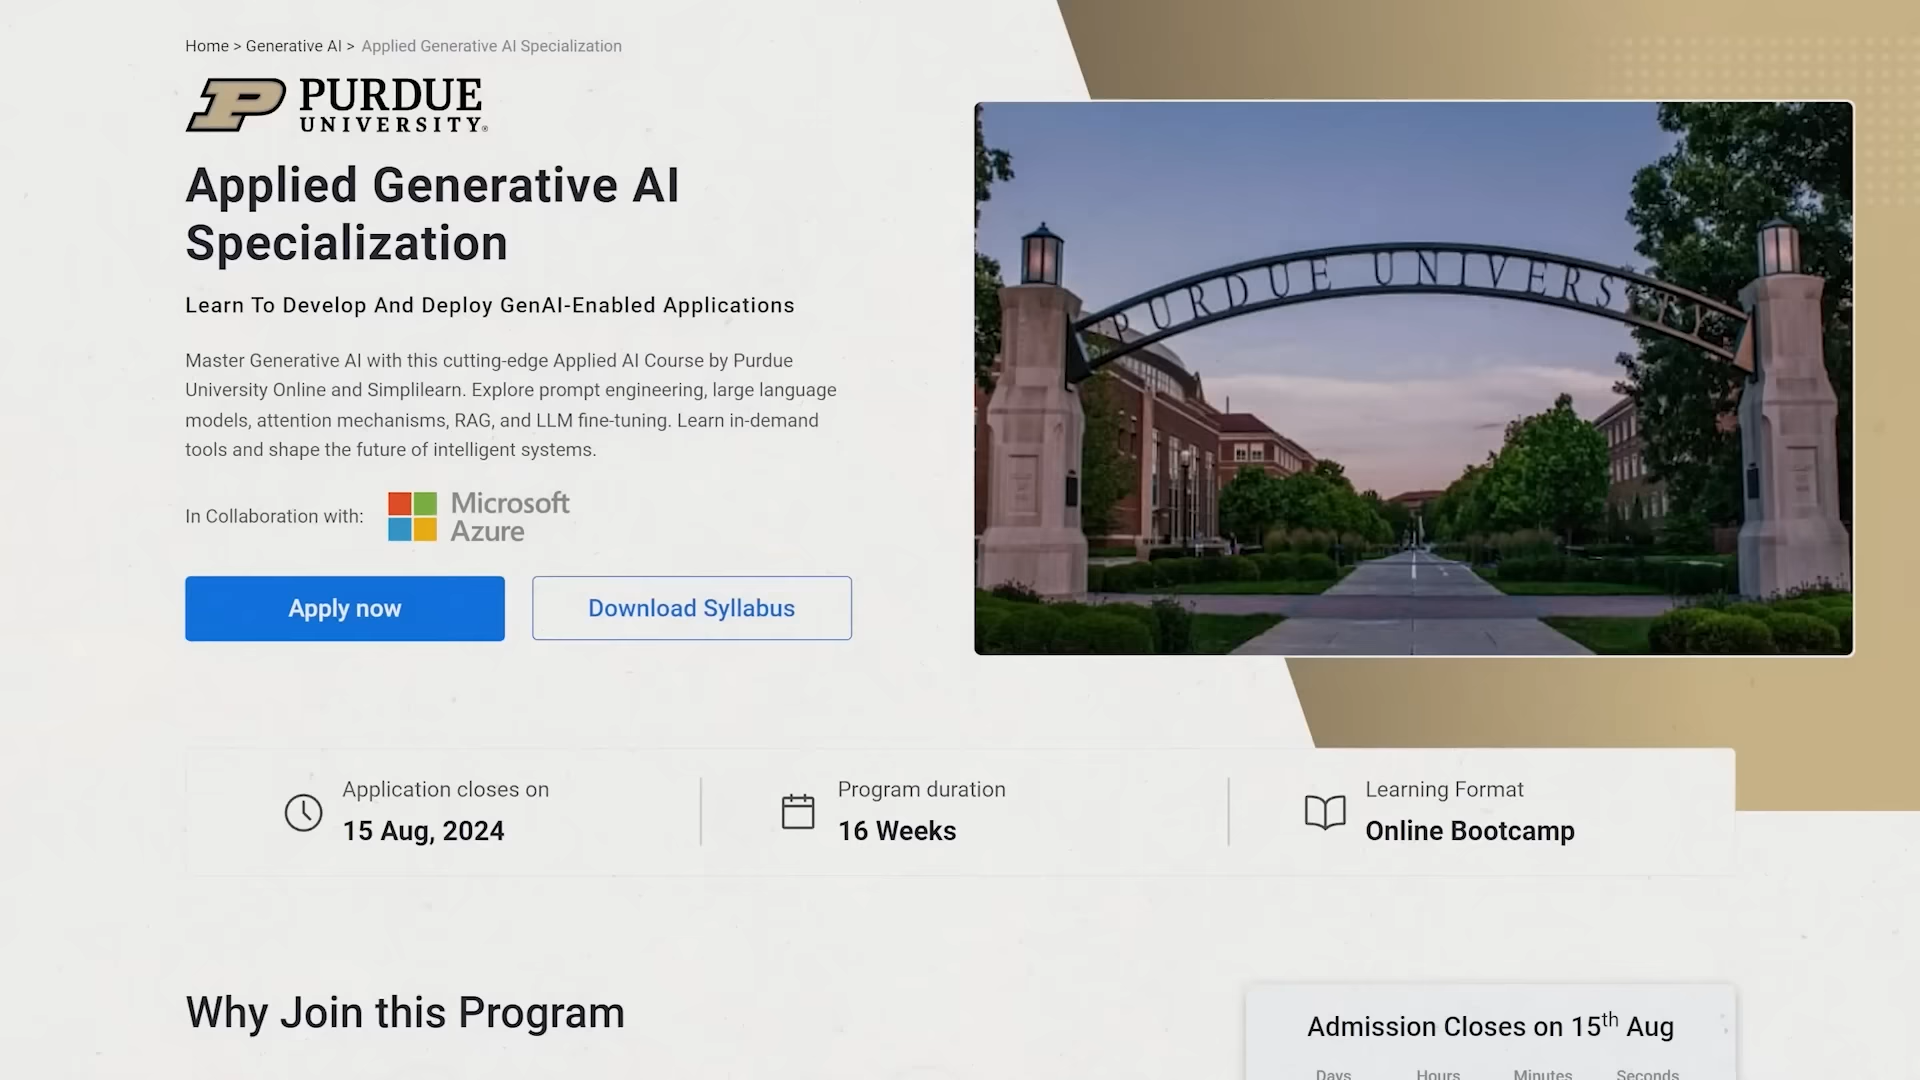 Home > Generative AI > Applied Generative AI Specialization
PURDUE
UNIVERSITY®
Applied Generative AI
Specialization
Learn To Develop And Deploy GenAI-Enabled Applications
Master Generative AI with this cutting-edge Applied AI Course by Purdue
University Online and Simplilearn. Explore prompt engineering, large language
models, attention mechanisms, RAG, and LLM fine-tuning. Learn in-demand
tools and shape the future of intelligent systems.
In Collaboration with:
Microsoft
Azure
Apply now
Download Syllabus
PURDUE UNIVERSITY
Application closes on
15 Aug, 2024
Program duration
16 Weeks
Learning Format
Online Bootcamp
Why Join this Program
Admission Closes on 15th Aug
Days Hours Minutes Seconds